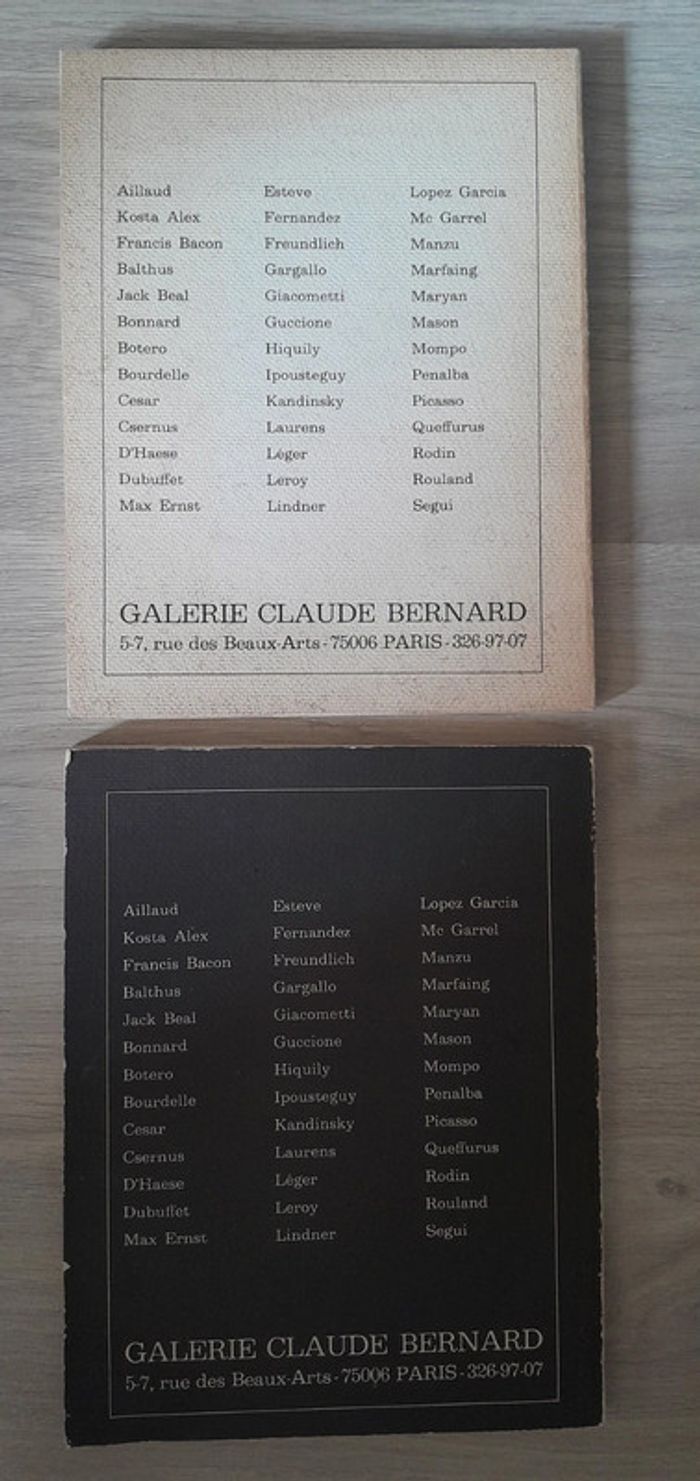 Aillaud Esteve Lopez Garcia
Kosta Alex Fernandez Mc Garrel
Francis Bacon Freundlich Manzu
Balthus Gargallo Marfaing
Jack Beal Giacometti Maryan
Bonnard Guccione Mason
Botero Hiquily Mompo
Bourdelle Ipousteguy Penalba
Cesar Kandinsky Picasso
Csernus Laurens Queffurus
D'Haese Léger Rodin
Dubuffet Leroy Rouland
Max Ernst Lindner Segui
GALERIE CLAUDE BERNARD
5-7, rue des Beaux-Arts - 75006 PARIS - 326-97-07
Aillaud Esteve Lopez Garcia
Kosta Alex Fernandez Mc Garrel
Francis Bacon Freundlich Manzu
Balthus Gargallo Marfaing
Jack Beal Giacometti Maryan
Bonnard Guccione Mason
Botero Hiquily Mompo
Bourdelle Ipousteguy Penalba
Cesar Kandinsky Picasso
Csernus Laurens Queffurus
D'Haese Léger Rodin
Dubuffet Leroy Rouland
Max Ernst Lindner Segui
GALERIE CLAUDE BERNARD
5-7, rue des Beaux-Arts - 75006 PARIS - 326-97-07